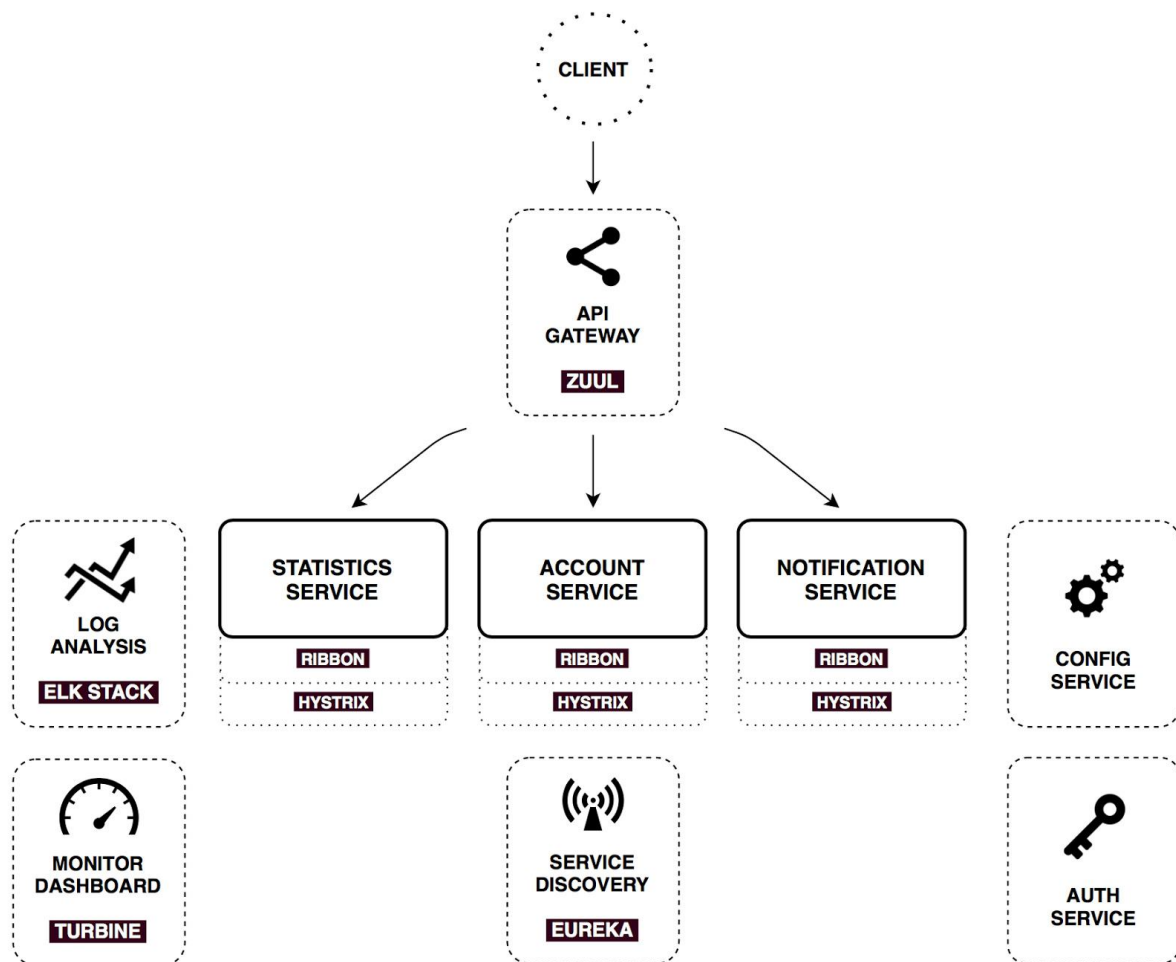 CLIENT
API
GATEWAY
ZUUL
STATISTICS
SERVICE
RIBBON
HYSTRIX
ACCOUNT
SERVICE
RIBBON
HYSTRIX
NOTIFICATION
SERVICE
RIBBON
HYSTRIX
LOG
ANALYSIS
ELK STACK
CONFIG
SERVICE
MONITOR
DASHBOARD
TURBINE
SERVICE
DISCOVERY
EUREKA
AUTH
SERVICE